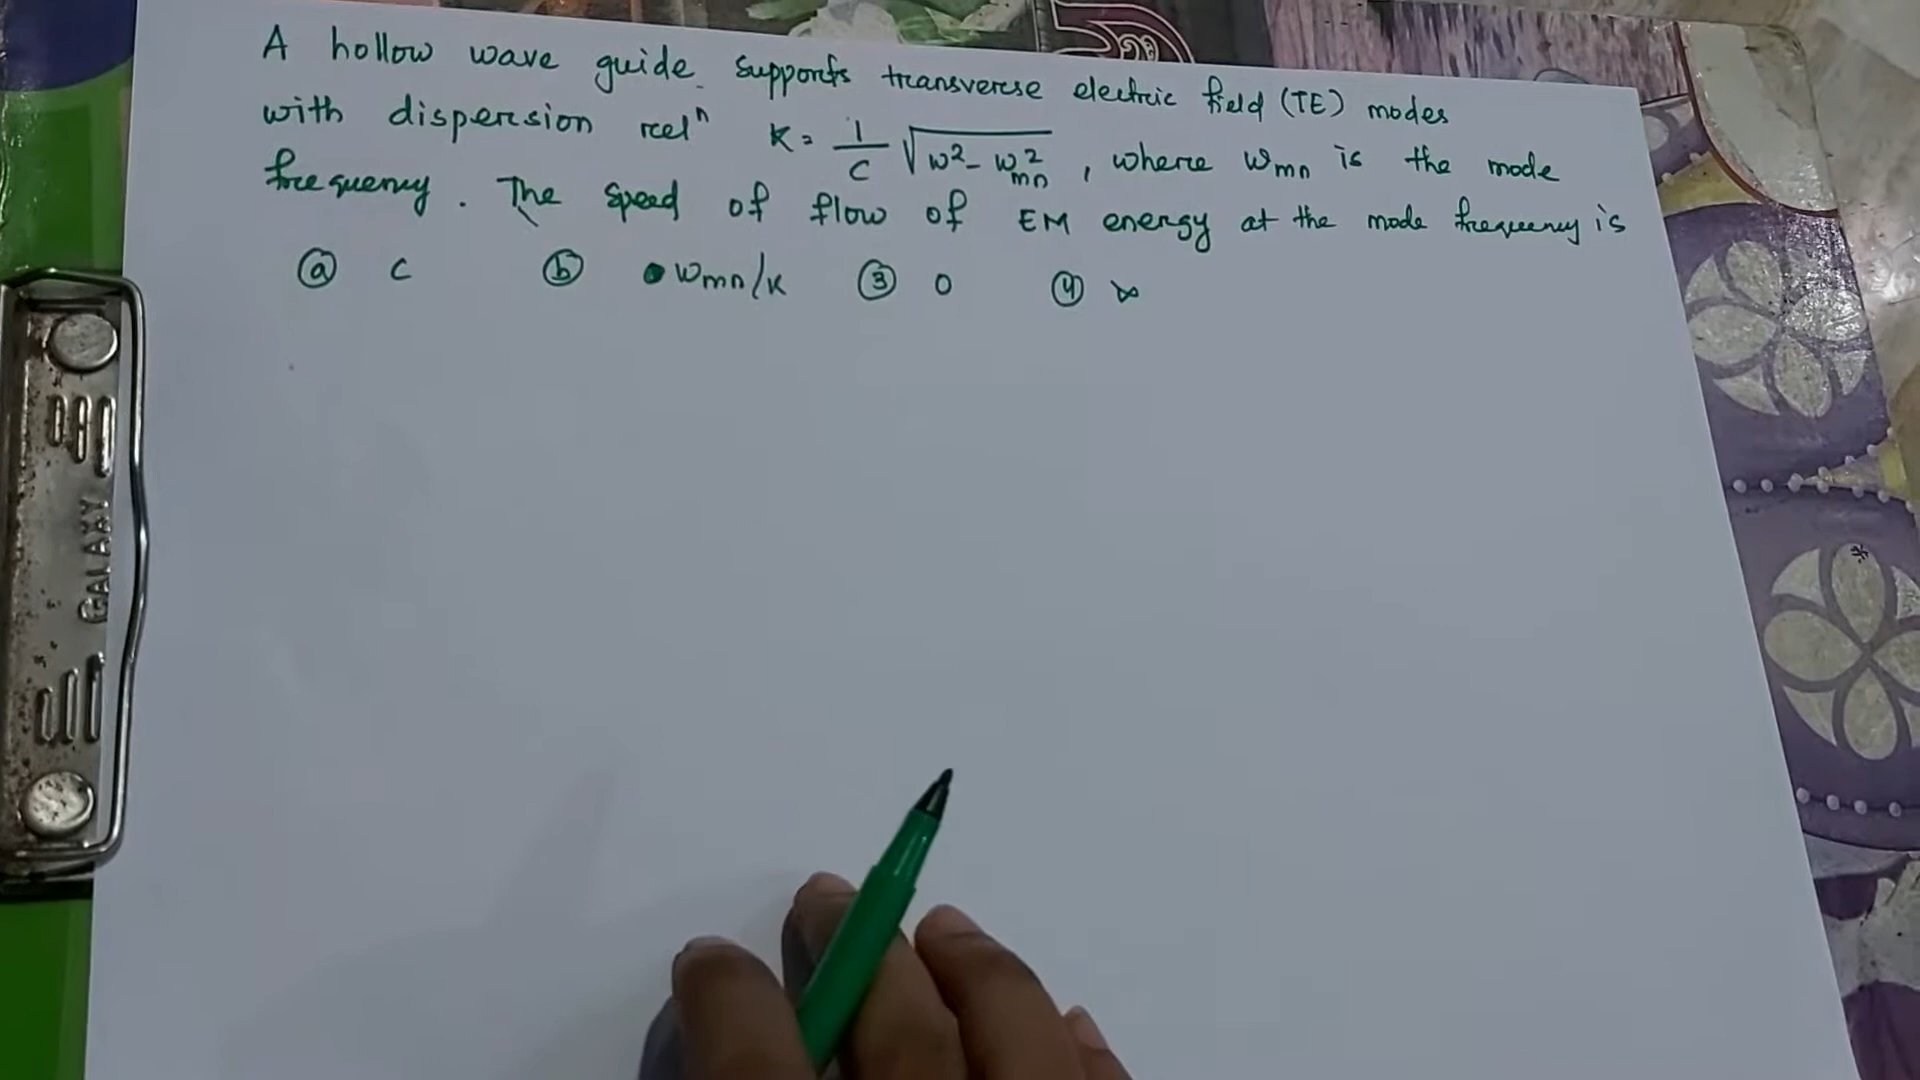 A hollow wave guide supports transverse electric field (TE) modes
with dispersion relⁿ K = 1/C √(ω² - ω²mn) , where ωmn is the mode
frequency . The speed of flow of EM energy at the mode frequency is
ⓐ c ⓑ ωmn/K ③ 0 ④ ∞
GALAXY